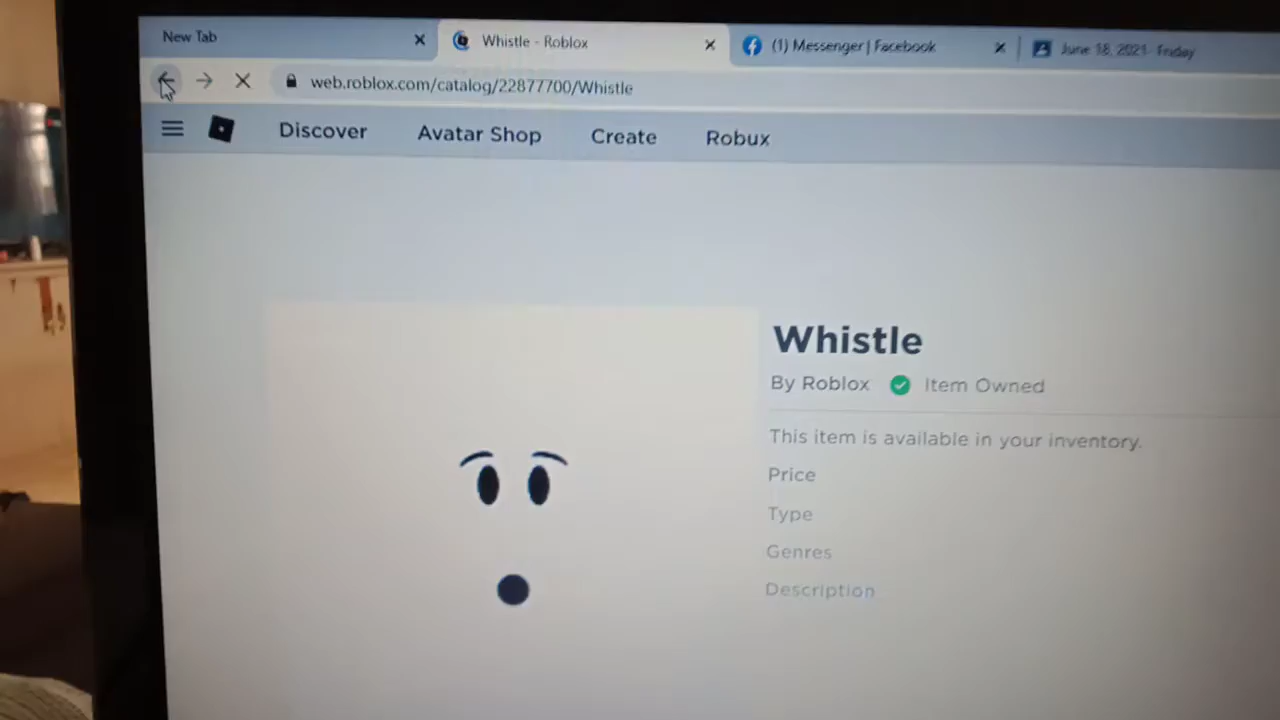 New Tab
Whistle - Roblox
(1) Messenger | Facebook
June 18, 2021- Friday
web.roblox.com/catalog/22877700/Whistle
Discover
Avatar Shop
Create
Robux
Whistle
By Roblox
Item Owned
This item is available in your inventory.
Price
Type
Genres
Description